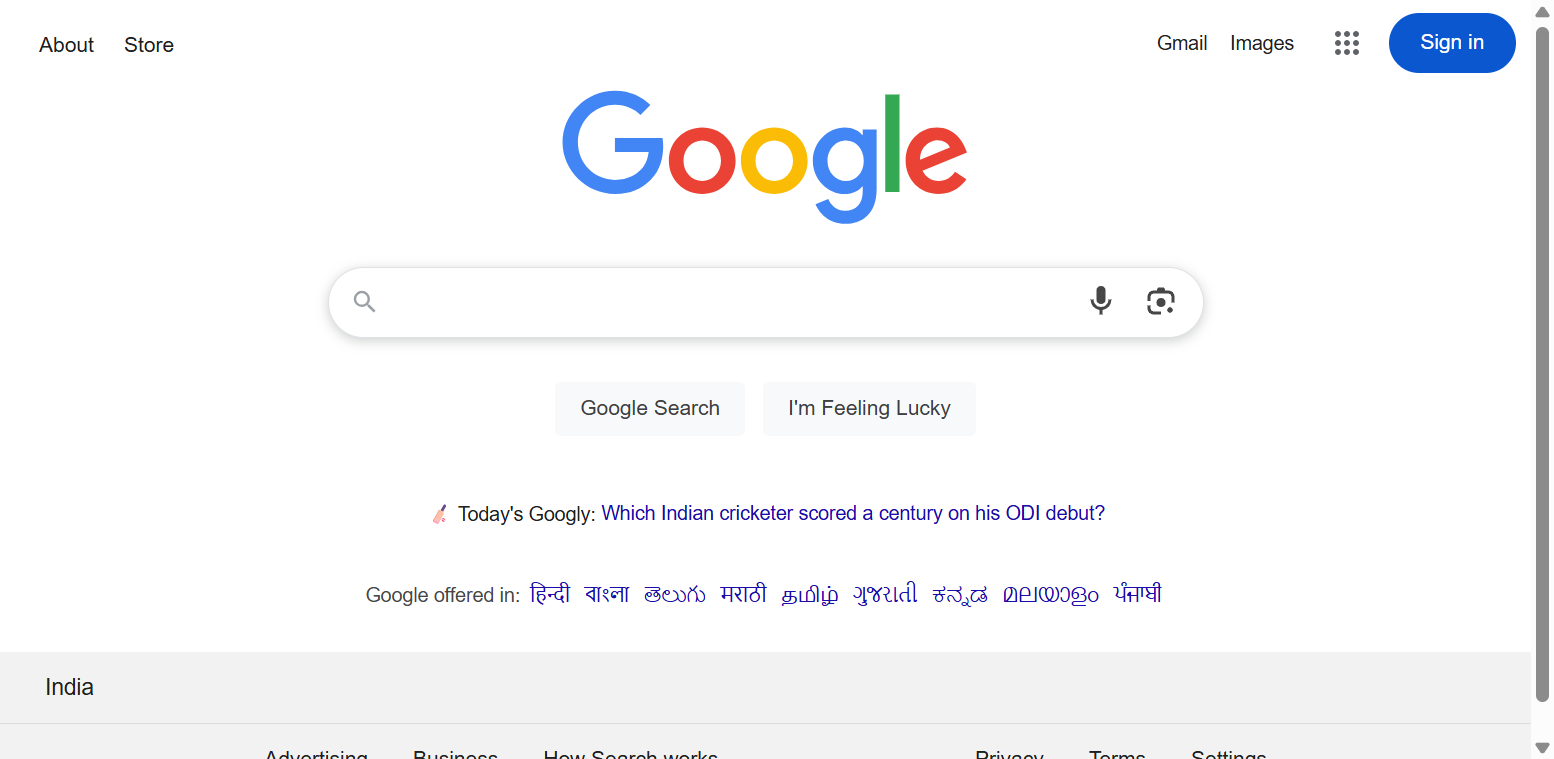 About Store Gmail Images Sign in
Google
Google Search I'm Feeling Lucky
Today's Googly: Which Indian cricketer scored a century on his ODI debut?
Google offered in: हिन्दी বাংলা తెలుగు मराठी தமிழ் ગુજરાતી ಕನ್ನಡ മലയാളം ਪੰਜਾਬੀ
India
Advertising Business How Search works Privacy Terms Settings